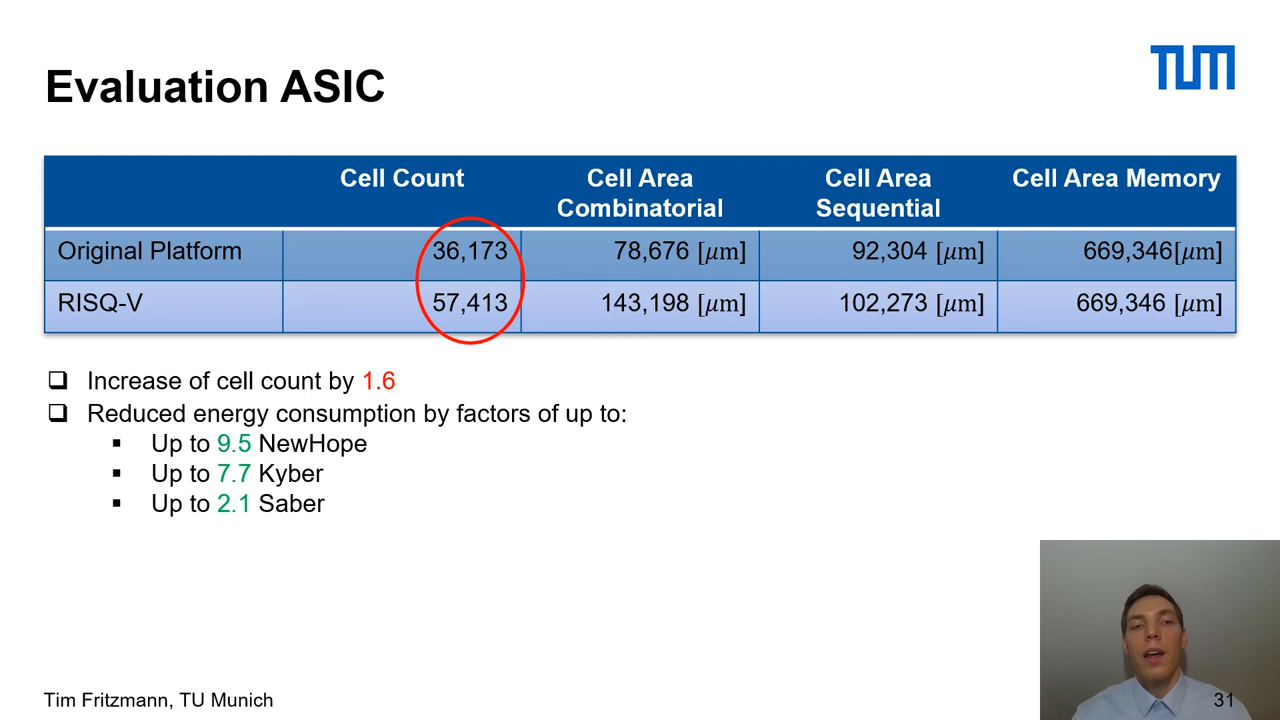 TUM
Evaluation ASIC
Cell Count
Cell Area
Combinatorial
Cell Area
Sequential
Cell Area Memory
Original Platform 36,173 78,676 [𝜇m] 92,304 [𝜇m] 669,346[𝜇m]
RISQ-V 57,413 143,198 [𝜇m] 102,273 [𝜇m] 669,346 [𝜇m]
❑ Increase of cell count by 1.6
❑ Reduced energy consumption by factors of up to:
▪ Up to 9.5 NewHope
▪ Up to 7.7 Kyber
▪ Up to 2.1 Saber
Tim Fritzmann, TU Munich
31